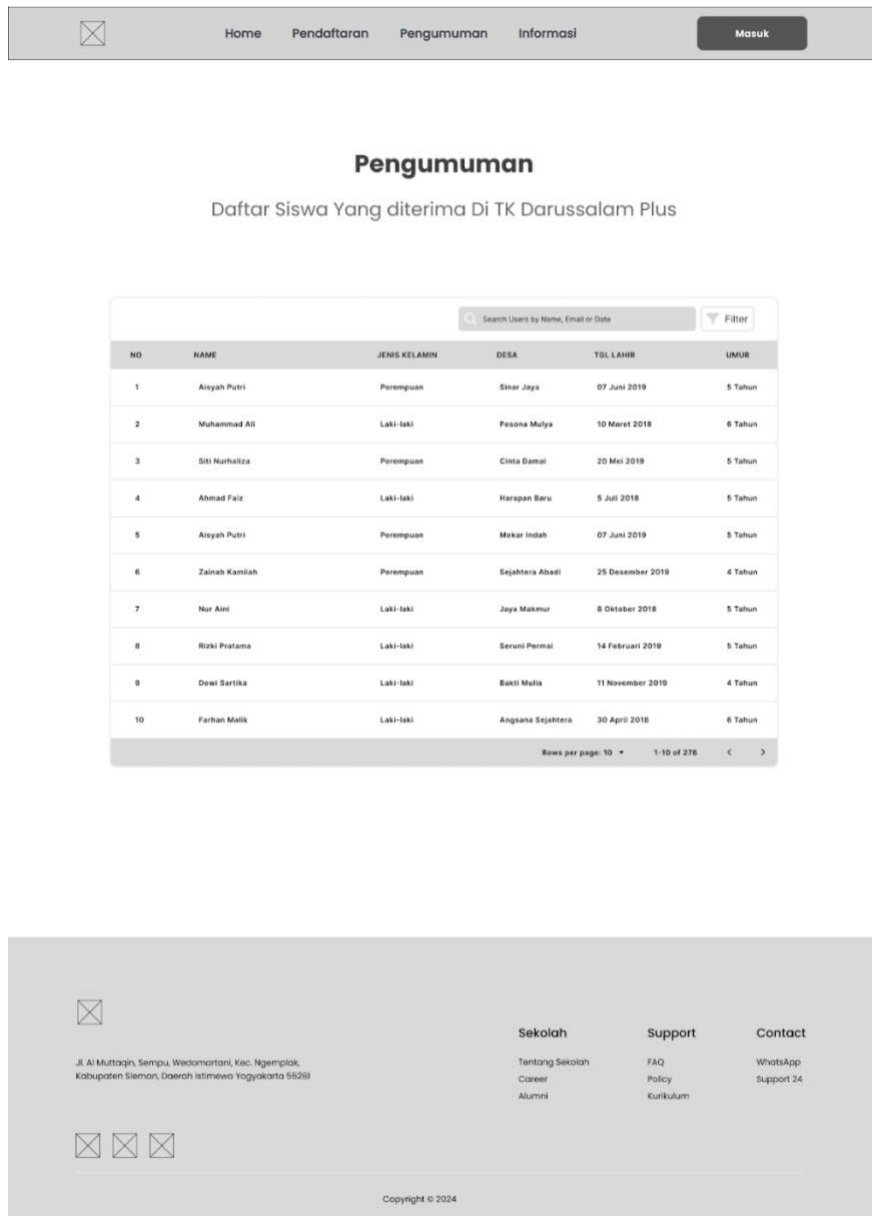 Home Pendaftaran Pengumuman Informasi Masuk
Pengumuman
Daftar Siswa Yang diterima Di TK Darussalam Plus
Search Users by Name, Email or Date Filter
NO NAME JENIS KELAMIN DESA TGL LAHIR UMUR
1 Aisyah Putri Perempuan Sinar Jaya 07 Juni 2019 5 Tahun
2 Muhammad Ali Laki-laki Pesona Mulya 10 Maret 2018 6 Tahun
3 Siti Nurhaliza Perempuan Cinta Damai 20 Mei 2019 5 Tahun
4 Ahmad Faiz Laki-laki Harapan Baru 5 Juli 2018 5 Tahun
5 Aisyah Putri Perempuan Mekar Indah 07 Juni 2019 5 Tahun
6 Zainab Kamilah Perempuan Sejahtera Abadi 25 Desember 2019 4 Tahun
7 Nur Aini Laki-laki Jaya Makmur 8 Oktober 2018 5 Tahun
8 Rizki Pratama Laki-laki Seruni Permai 14 Februari 2019 5 Tahun
9 Dewi Sartika Laki-laki Bakti Mulia 11 November 2019 4 Tahun
10 Farhan Malik Laki-laki Angsana Sejahtera 30 April 2018 6 Tahun
Rows per page: 10 1-10 of 276 < >
Sekolah Support Contact
Jl. Al Muttaqin, Sempu, Wedomartani, Kec. Ngemplak, Tentang Sekolah FAQ WhatsApp
Kabupaten Sleman, Daerah Istimewa Yogyakarta 55281 Career Policy Support 24
Alumni Kurikulum
Copyright © 2024